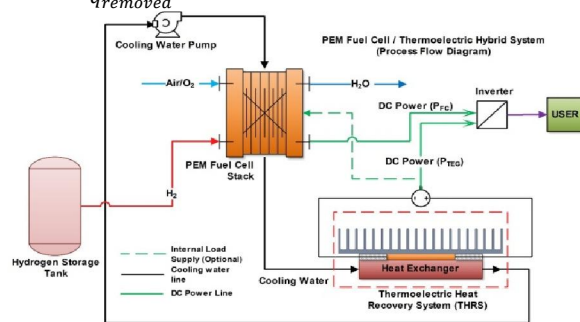 removed
Cooling Water Pump
PEM Fuel Cell / Thermoelectric Hybrid System
(Process Flow Diagram)
Air/O₂
H₂O
Inverter
DC Power (PFC)
USER
PEM Fuel Cell
Stack
DC Power (PTEG)
H₂
Hydrogen Storage
Tank
Internal Load
Supply (Optional)
Cooling water
line
DC Power Line
Cooling Water
Heat Exchanger
Thermoelectric Heat
Recovery System (THRS)